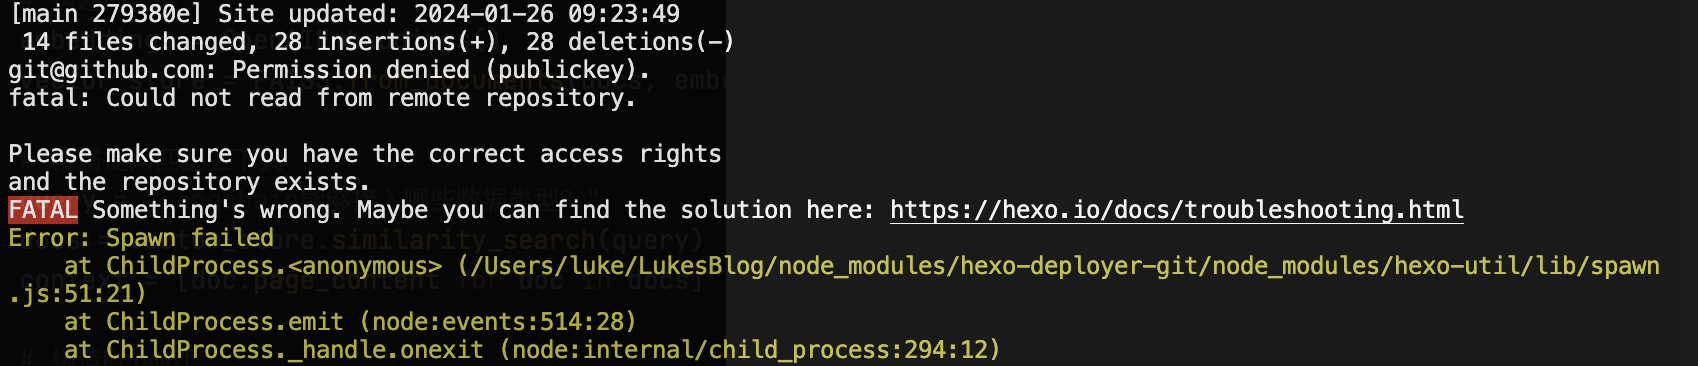 [main 279380e] Site updated: 2024-01-26 09:23:49
 14 files changed, 28 insertions(+), 28 deletions(-)
git@github.com: Permission denied (publickey).
fatal: Could not read from remote repository.

Please make sure you have the correct access rights
and the repository exists.
FATAL Something's wrong. Maybe you can find the solution here: https://hexo.io/docs/troubleshooting.html
Error: Spawn failed
    at ChildProcess.<anonymous> (/Users/luke/LukesBlog/node_modules/hexo-deployer-git/node_modules/hexo-util/lib/spawn
.js:51:21)
    at ChildProcess.emit (node:events:514:28)
    at ChildProcess._handle.onexit (node:internal/child_process:294:12)